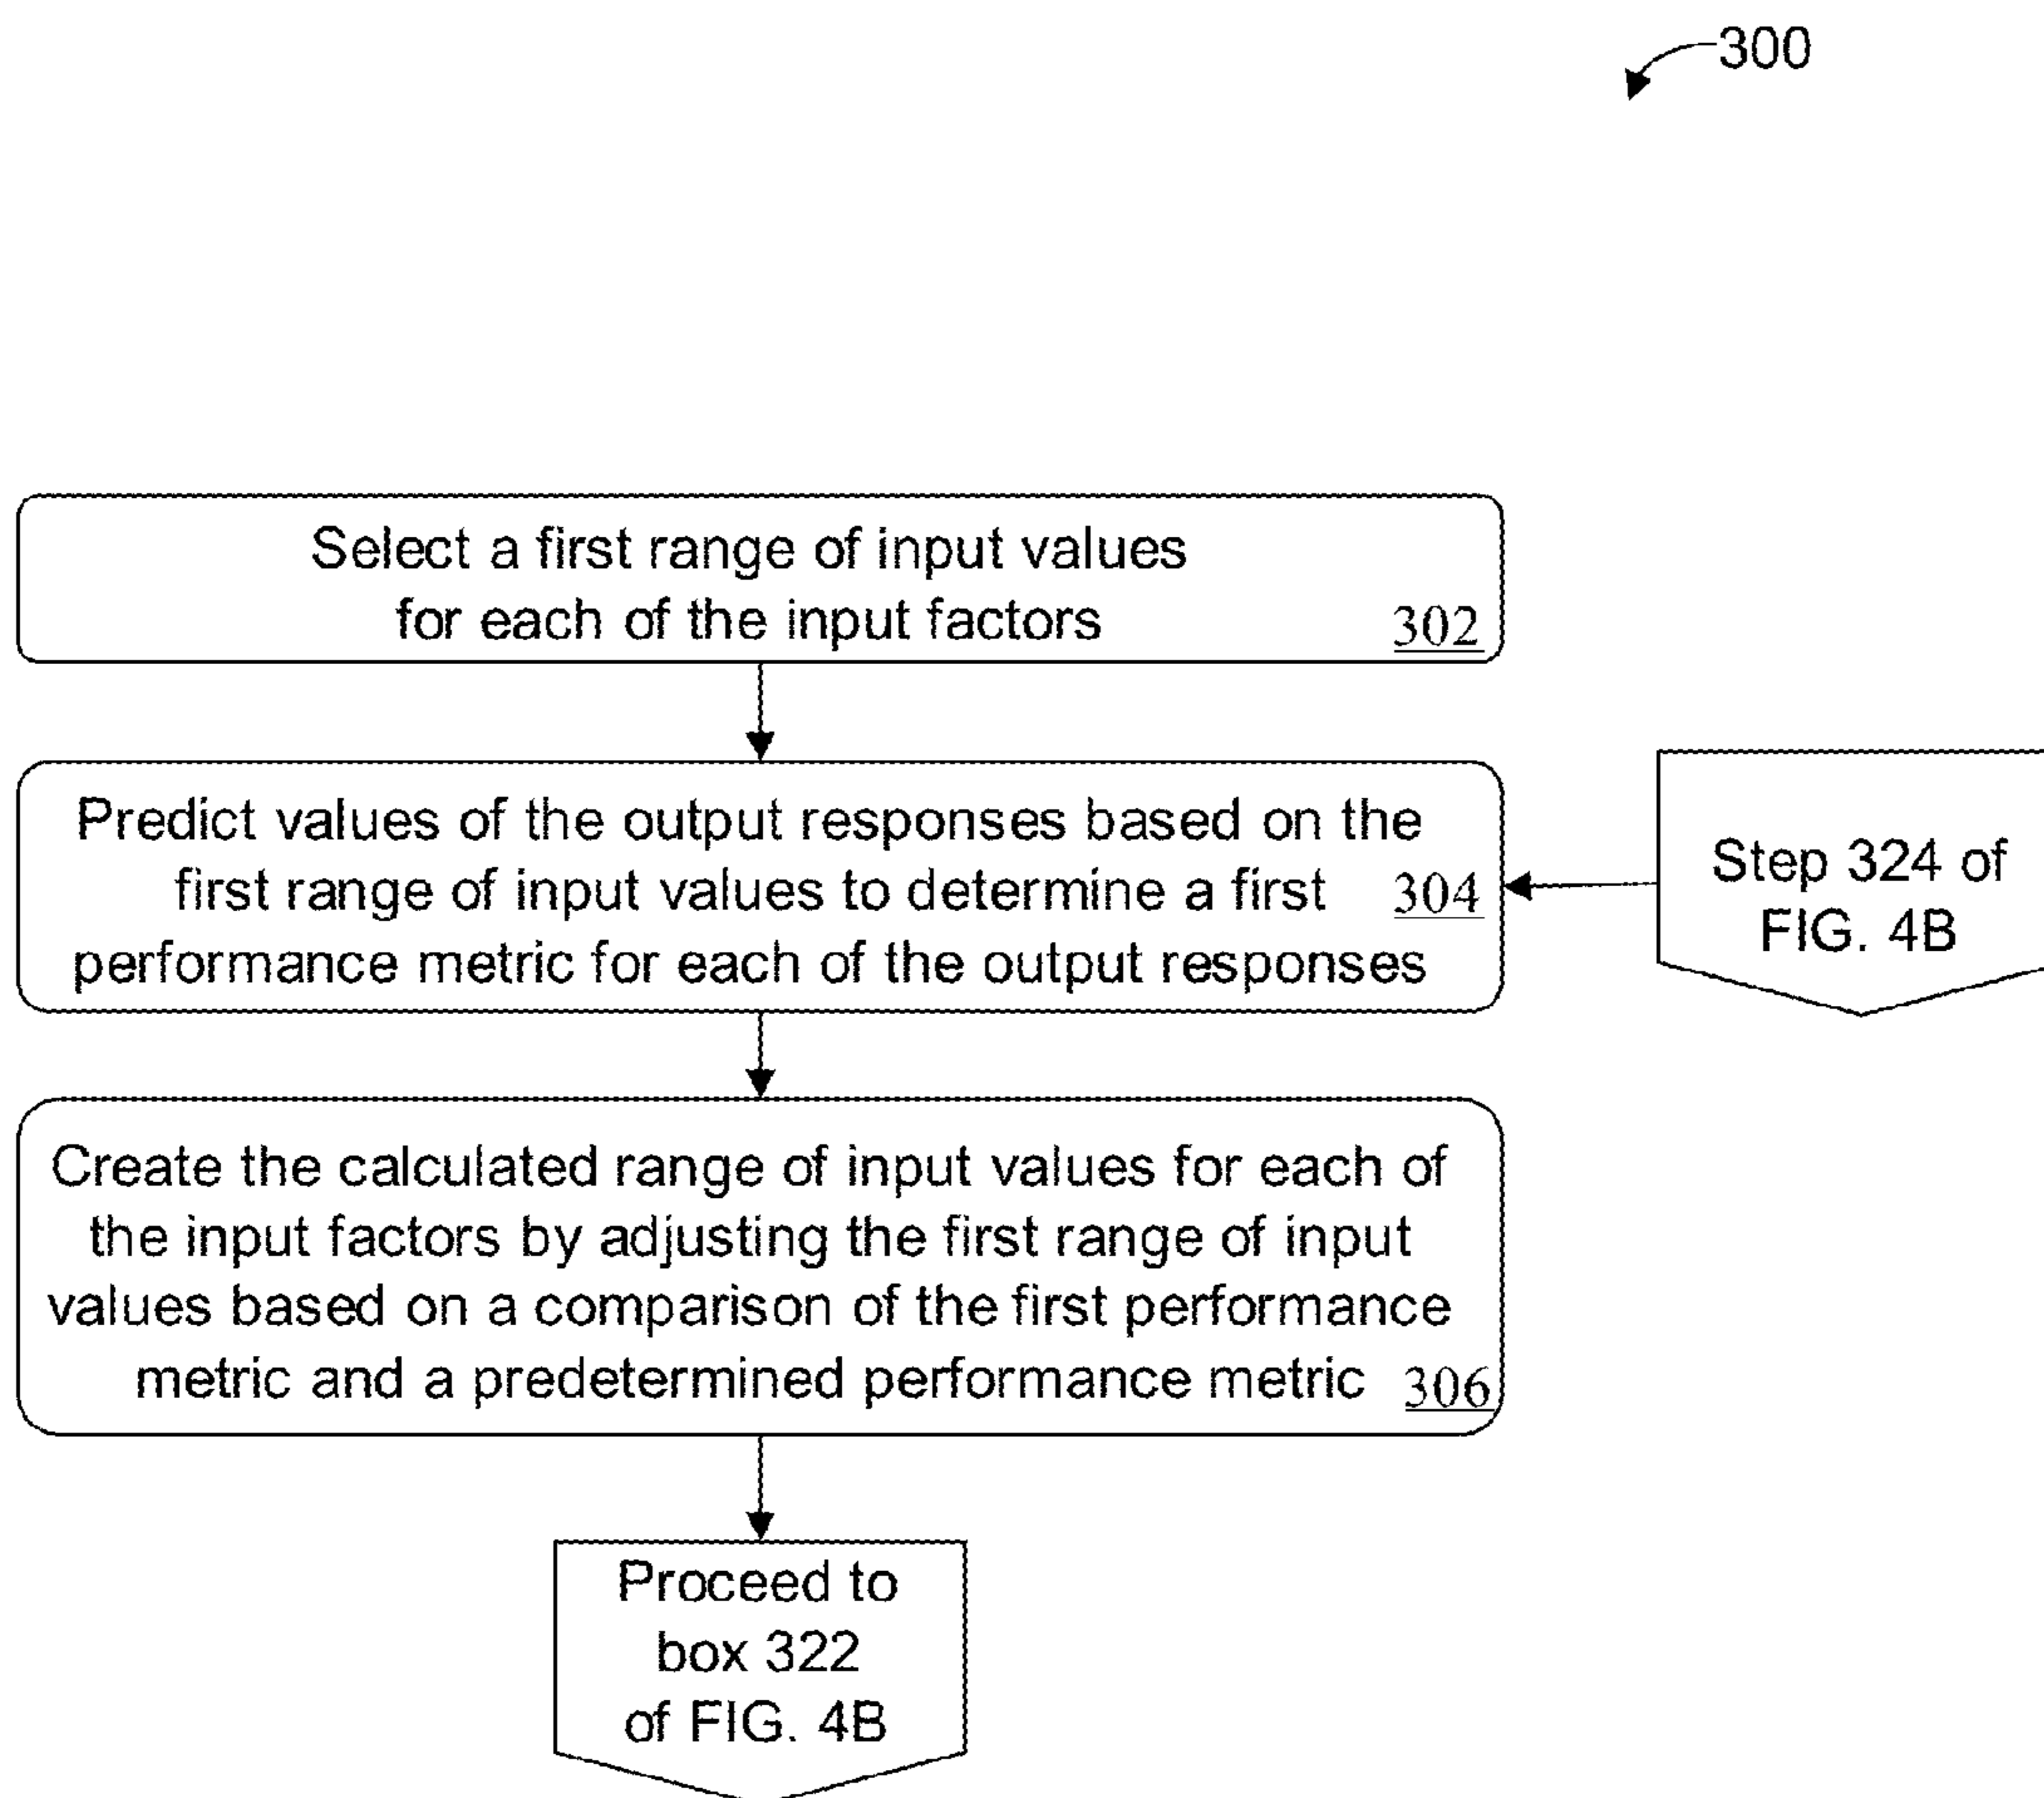 300
Select a first range of input values
for each of the input factors
302
Predict values of the output responses based on the
first range of input values to determine a first
304
performance metric for each of the output responses
Step 324 of
FIG. 4B
Create the calculated range of input values for each of
the input factors by adjusting the first range of input
values based on a comparison of the first performance
metric and a predetermined performance metric
306
Proceed to
box 322
of FIG. 4B